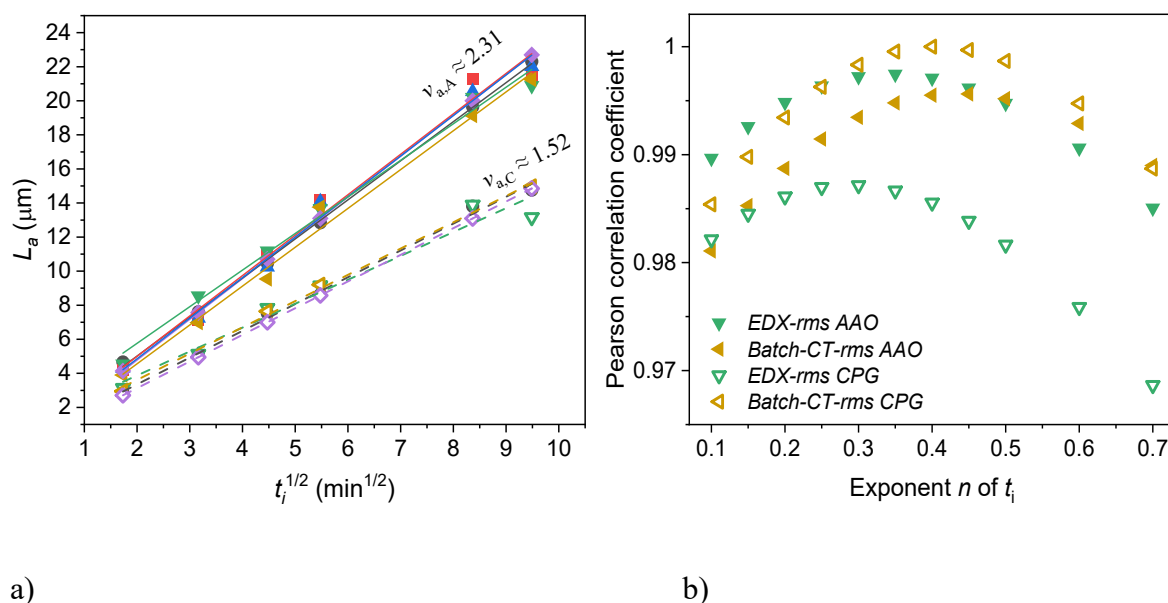 24
22
20
18
16
14
12
10
8
6
4
2
1 2 3 4 5 6 7 8 9 10
L_a (μm)
t_i^{1/2} (min^{1/2})
v_{a,A} ≈ 2.31
v_{a,C} ≈ 1.52
a)
1
0.99
0.98
0.97
0.1 0.2 0.3 0.4 0.5 0.6 0.7
Pearson correlation coefficient
Exponent n of t_i
EDX-rms AAO
Batch-CT-rms AAO
EDX-rms CPG
Batch-CT-rms CPG
b)